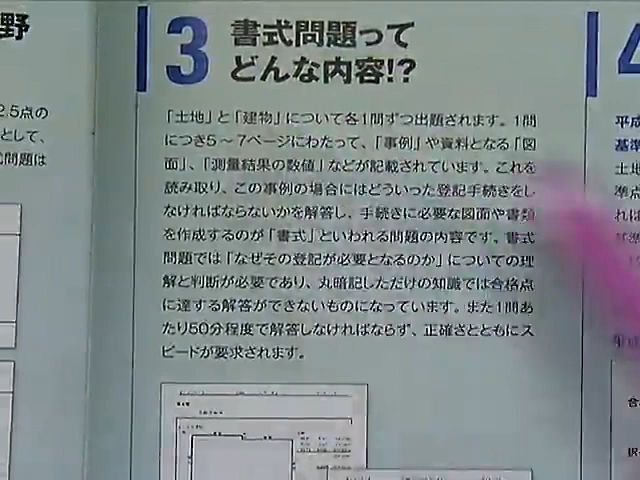 野
2.5点の
として、
式問題は
3 書式問題って
どんな内容!?
「土地」と「建物」について各1問ずつ出題されます。1問
につき5～7ページにわたって、「事例」や資料となる「図
面」、「測量結果の数値」などが記載されています。これを
読み取り、この事例の場合にはどういった登記手続きをし
なければならないかを解答し、手続きに必要な図面や書類
を作成するのが「書式」といわれる問題の内容です。書式
問題では「なぜその登記が必要となるのか」についての理
解と判断が必要であり、丸暗記しただけの知識では合格点
に達する解答ができないものになっています。また1問あ
たり50分程度で解答しなければならず、正確さとともにス
ピードが要求されます。
4
平成
基準
土地
準点
れは